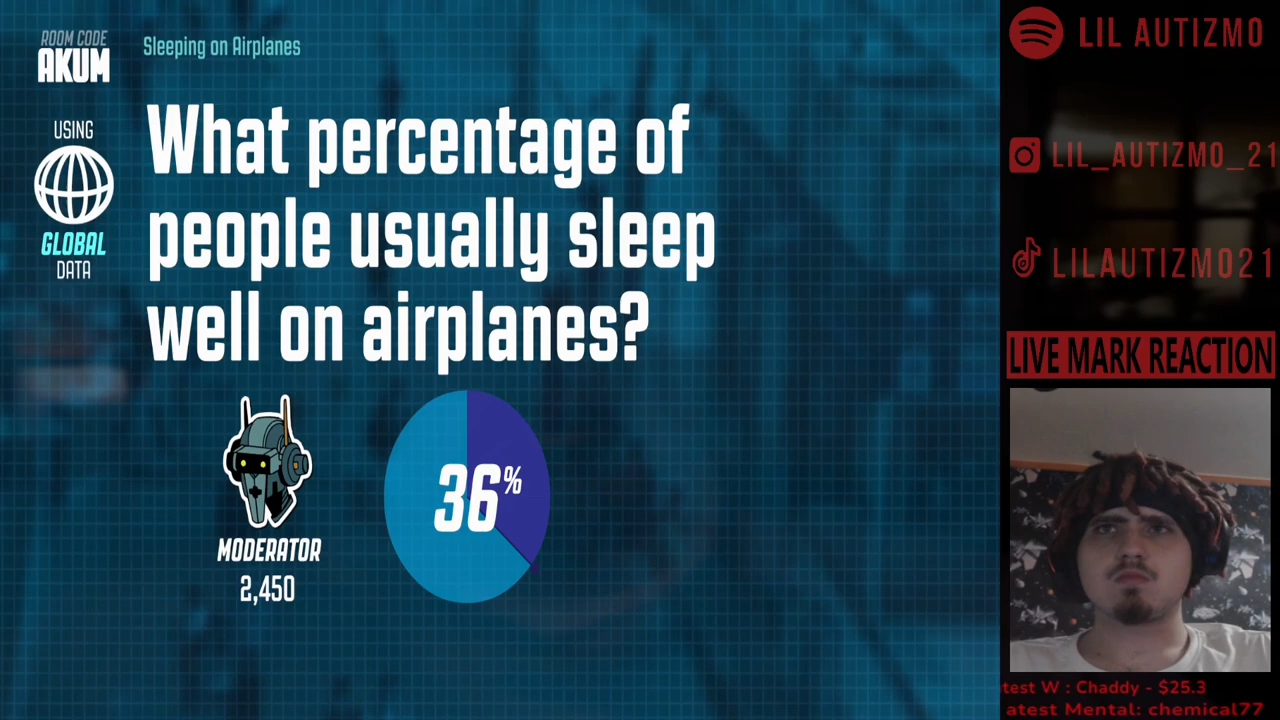 ROOM CODE
AKUM
Sleeping on Airplanes
USING
GLOBAL
DATA
What percentage of
people usually sleep
well on airplanes?
36%
MODERATOR
2,450
LIL AUTIZMO
LIL_AUTIZMO_21
LILAUTIZMO21
LIVE MARK REACTION
test W : Chaddy - $25.3
atest Mental: chemical77